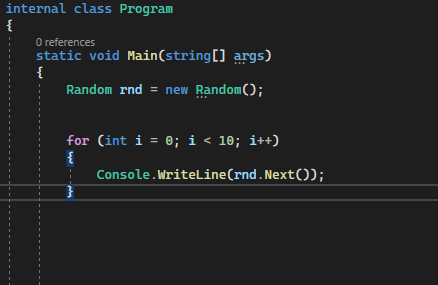 internal class Program
{
0 references
static void Main(string[] args)
{
Random rnd = new Random();
for (int i = 0; i < 10; i++)
{
Console.WriteLine(rnd.Next());
}